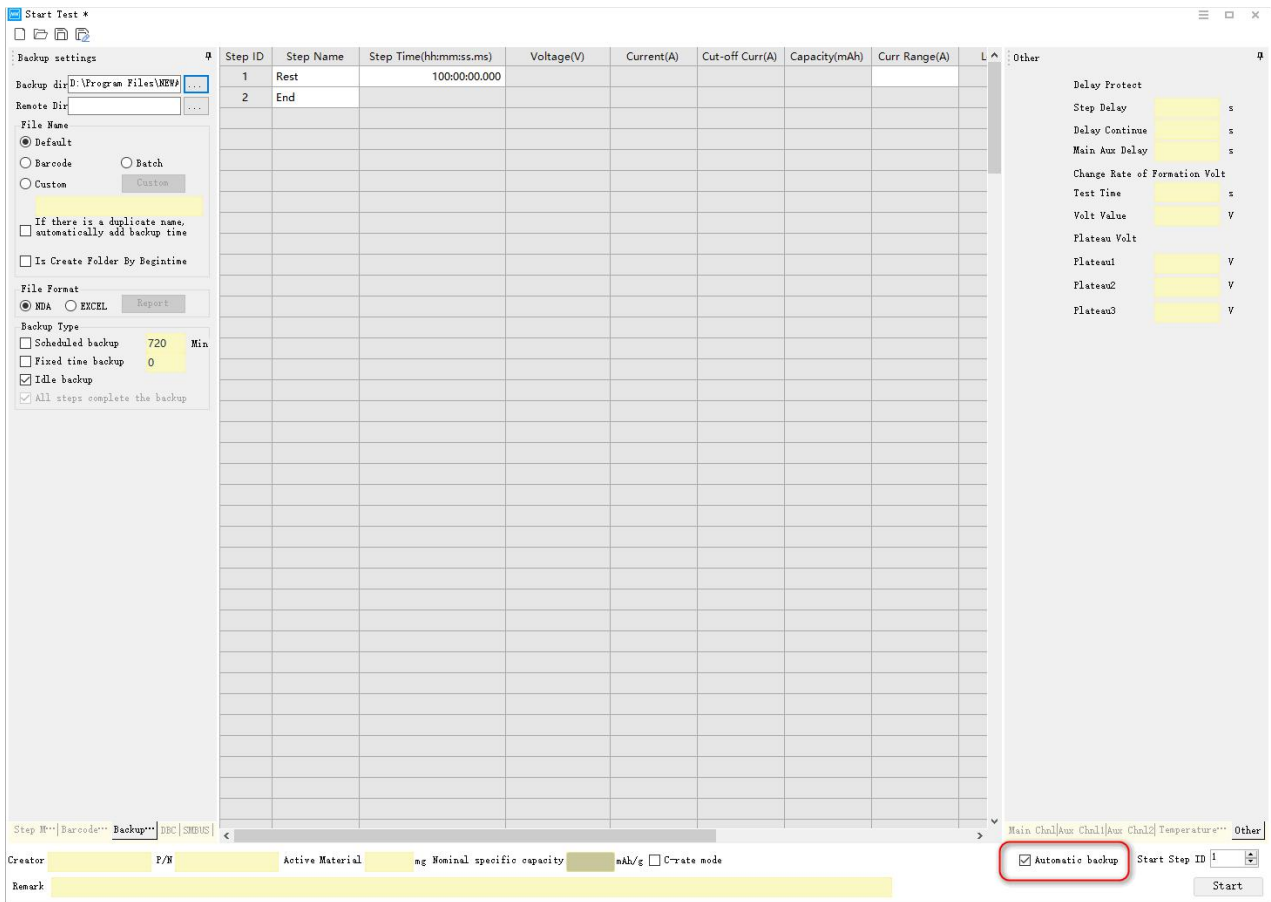 Start Test *
Backup settings
Backup dir D:\Program Files\NEWA ...
Remote Dir ...
File Name
Default
Barcode Batch
Custom Custom
If there is a duplicate name,
automatically add backup time
Is Create Folder By Begintime
File Format
NDA EXCEL Report
Backup Type
Scheduled backup 720 Min
Fixed time backup 0
Idle backup
All steps complete the backup
Step M... Barcode... Backup... DBC SMBUS
Step ID Step Name Step Time(hh:mm:ss.ms) Voltage(V) Current(A) Cut-off Curr(A) Capacity(mAh) Curr Range(A) L
1 Rest 100:00:00.000
2 End
Other
Delay Protect
Step Delay s
Delay Continue s
Main Aux Delay s
Change Rate of Formation Volt
Test Time s
Volt Value V
Plateau Volt
Plateau1 V
Plateau2 V
Plateau3 V
Main Chnl Aux Chnl1 Aux Chnl2 Temperature... Other
Creator P/N Active Material mg Nominal specific capacity mAh/g C-rate mode Automatic backup Start Step ID 1
Remark Start